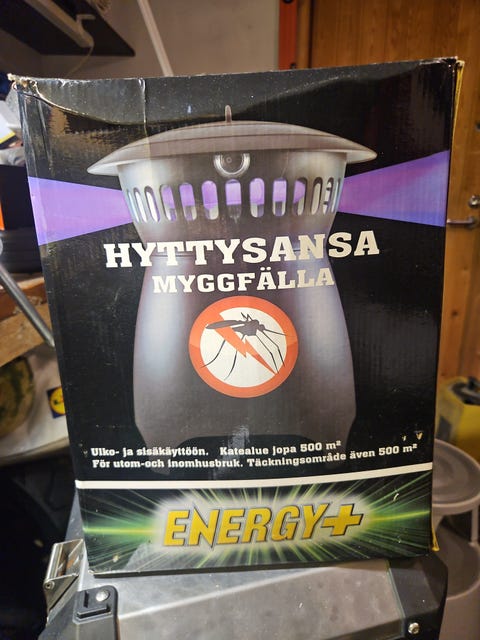 HYTTYSANSA
MYGGFÄLLA
Ulko- ja sisäkäyttöön. Katealue jopa 500 m²
För utom-och inomhusbruk. Täckningsområde även 500 m²
ENERGY+